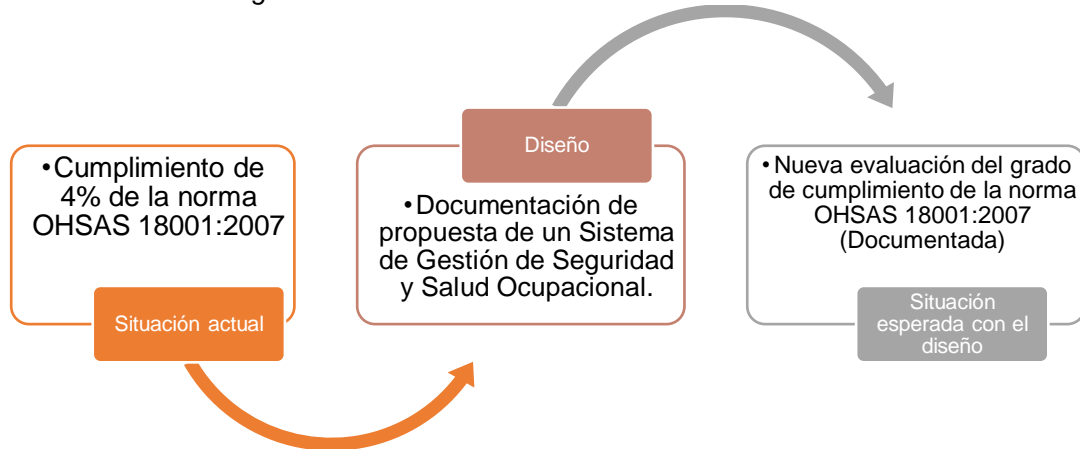 •Cumplimiento de
4% de la norma
OHSAS 18001:2007
Situación actual
Diseño
•Documentación de
propuesta de un Sistema
de Gestión de Seguridad
y Salud Ocupacional.
•Nueva evaluación del grado
de cumplimiento de la norma
OHSAS 18001:2007
(Documentada)
Situación
esperada con el
diseño